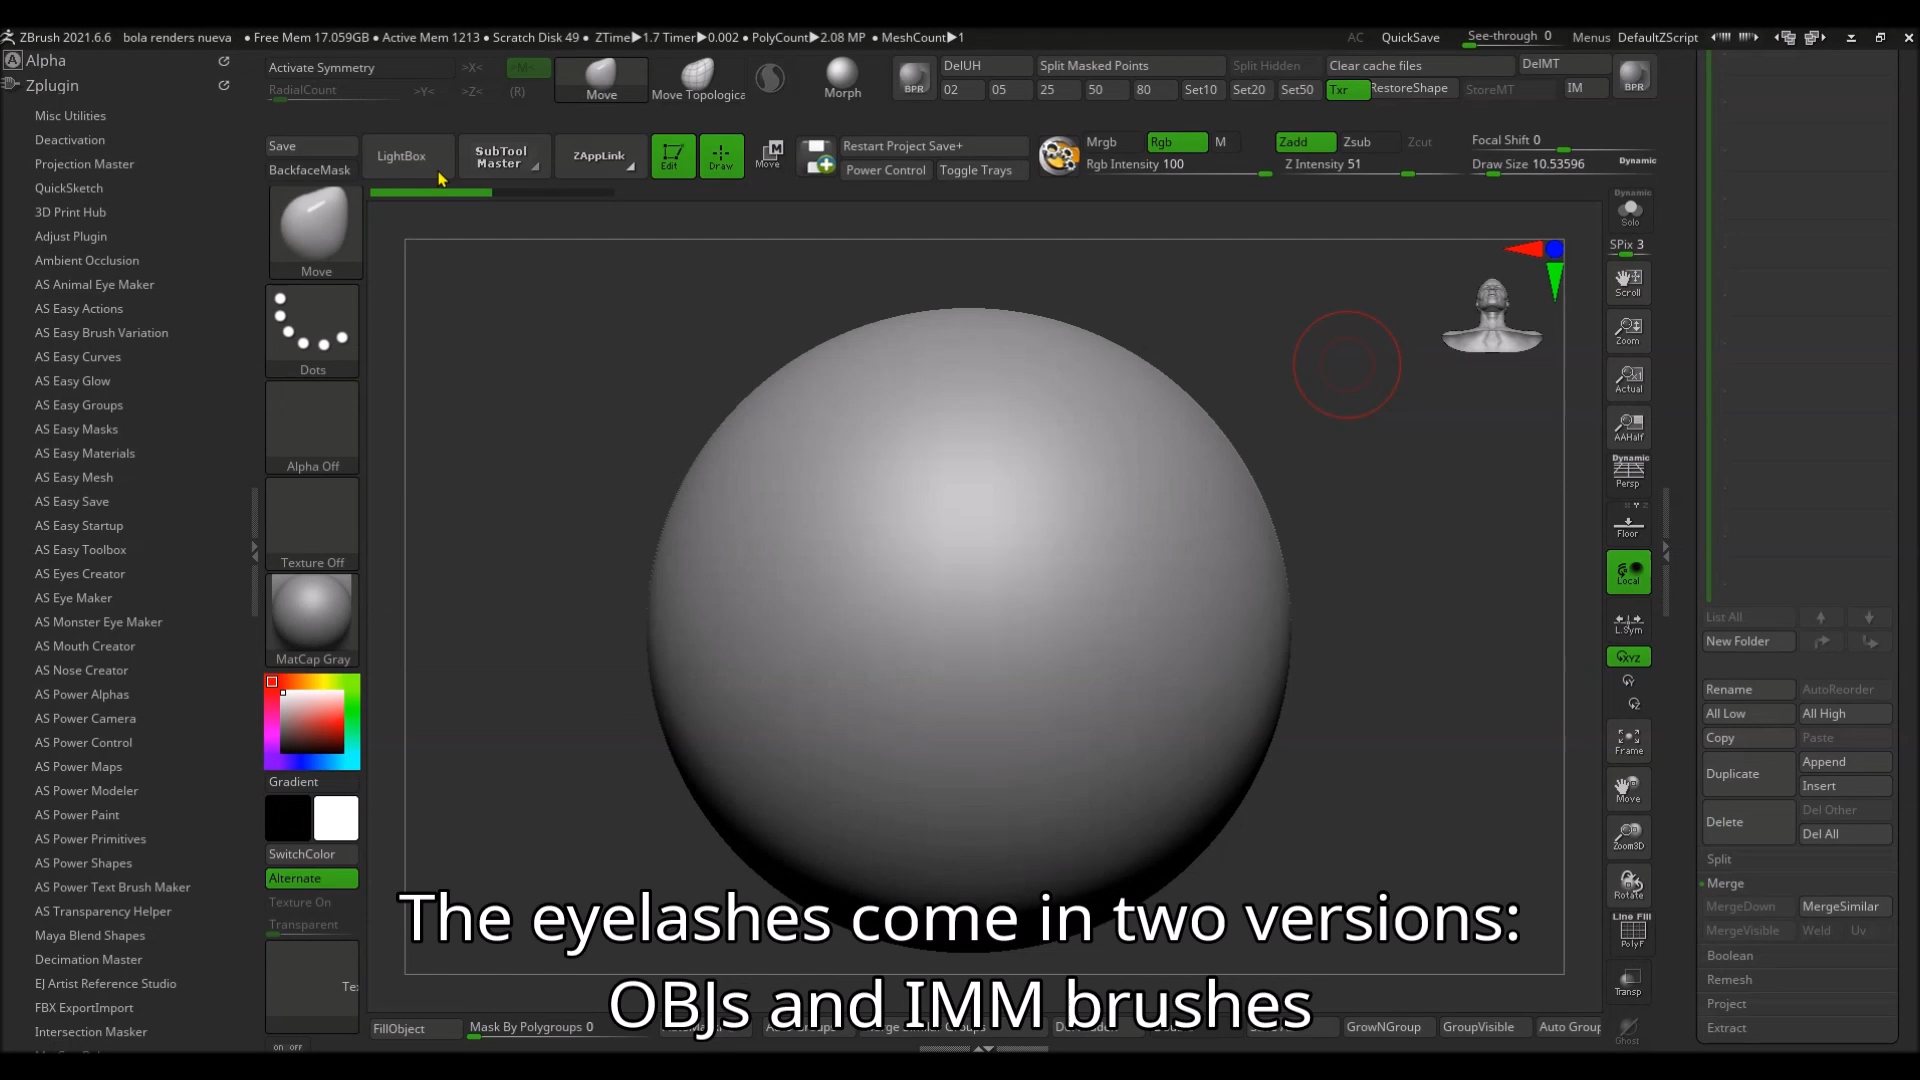 ZBrush 2021.6.6 bola renders nueva • Free Mem 17.059GB • Active Mem 1213 • Scratch Disk 49 • ZTime▶1.7 Timer▶0.002 • PolyCount▶2.08 MP • MeshCount▶1 AC QuickSave See-through 0 Menus DefaultZScript
Alpha
Zplugin
Misc Utilities
Deactivation
Projection Master
QuickSketch
3D Print Hub
Adjust Plugin
Ambient Occlusion
AS Animal Eye Maker
AS Easy Actions
AS Easy Brush Variation
AS Easy Curves
AS Easy Glow
AS Easy Groups
AS Easy Masks
AS Easy Materials
AS Easy Mesh
AS Easy Save
AS Easy Startup
AS Easy Toolbox
AS Eyes Creator
AS Eye Maker
AS Monster Eye Maker
AS Mouth Creator
AS Nose Creator
AS Power Alphas
AS Power Camera
AS Power Control
AS Power Maps
AS Power Modeler
AS Power Paint
AS Power Primitives
AS Power Shapes
AS Power Text Brush Maker
AS Transparency Helper
Maya Blend Shapes
Decimation Master
EJ Artist Reference Studio
FBX ExportImport
Intersection Masker
Activate Symmetry >X< >M<
RadialCount >Y< >Z< (R)
Move
Move Topologica
Morph
BPR
DelUH Split Masked Points Split Hidden Clear cache files DelMT
02 05 25 50 80 Set10 Set20 Set50 Txr RestoreShape StoreMT IM
BPR
Save
BackfaceMask
LightBox
SubTool
Master
ZAppLink
Edit
Draw
Move
Restart Project Save+
Power Control Toggle Trays
Mrgb Rgb M
Rgb Intensity 100
Zadd Zsub Zcut
Z Intensity 51
Focal Shift 0
Draw Size 10.53596 Dynamic
Move
Dots
Alpha Off
Texture Off
MatCap Gray
Gradient
SwitchColor
Alternate
Texture On
Transparent
Te
on off
The eyelashes come in two versions:
OBJs and IMM brushes
FillObject Mask By Polygroups 0
GrowNGroup GroupVisible Auto Group
Dynamic
Solo
SPix 3
Scroll
Zoom
Actual
AAHalf
Dynamic
Persp
Floor
Local
L.Sym
XYZ
Y
Z
Frame
Move
Zoom3D
Rotate
Line Fill
PolyF
Transp
Ghost
List All
New Folder
Rename AutoReorder
All Low All High
Copy Paste
Duplicate
Append
Insert
Delete
Del Other
Del All
Split
Merge
MergeDown MergeSimilar
MergeVisible Weld Uv
Boolean
Remesh
Project
Extract